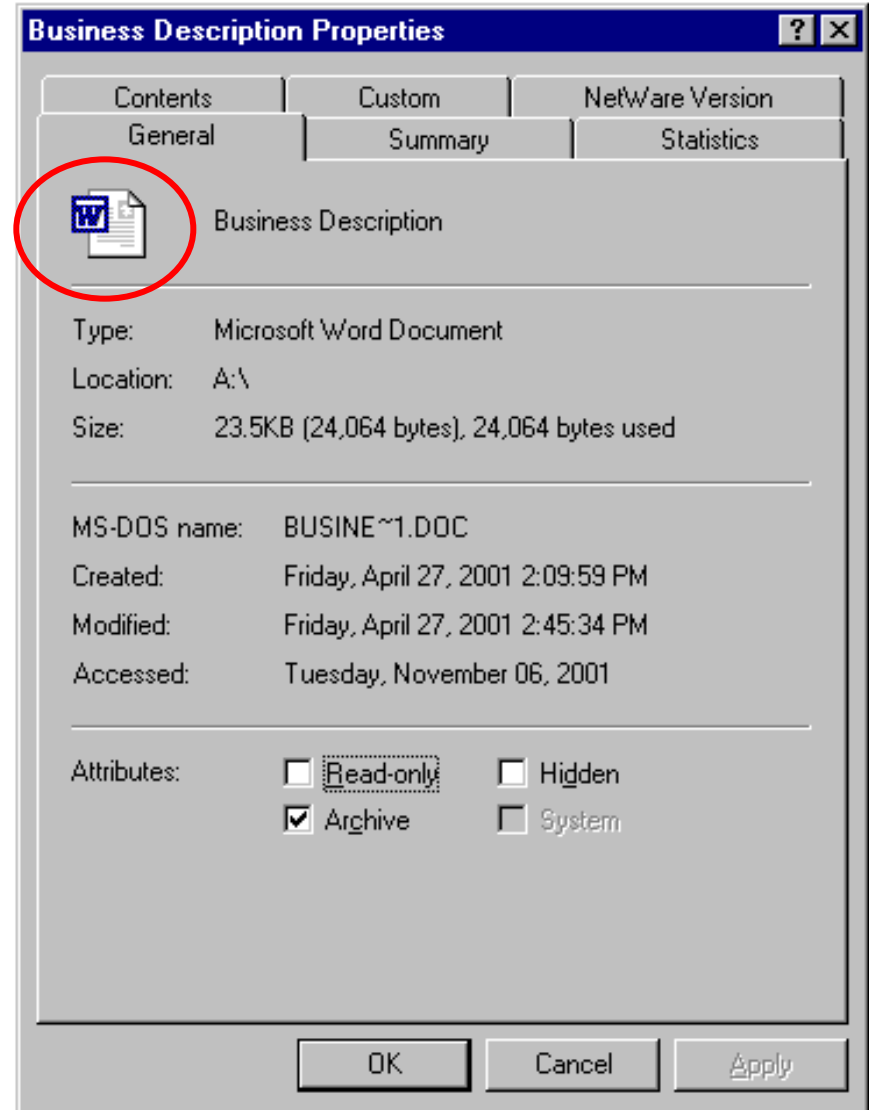 Business Description Properties
Contents Custom NetWare Version
General Summary Statistics
W Business Description
Type: Microsoft Word Document
Location: A:\
Size: 23.5KB (24,064 bytes), 24,064 bytes used
MS-DOS name: BUSINE~1.DOC
Created: Friday, April 27, 2001 2:09:59 PM
Modified: Friday, April 27, 2001 2:45:34 PM
Accessed: Tuesday, November 06, 2001
Attributes: Read-only Hidden
Archive System
OK Cancel Apply